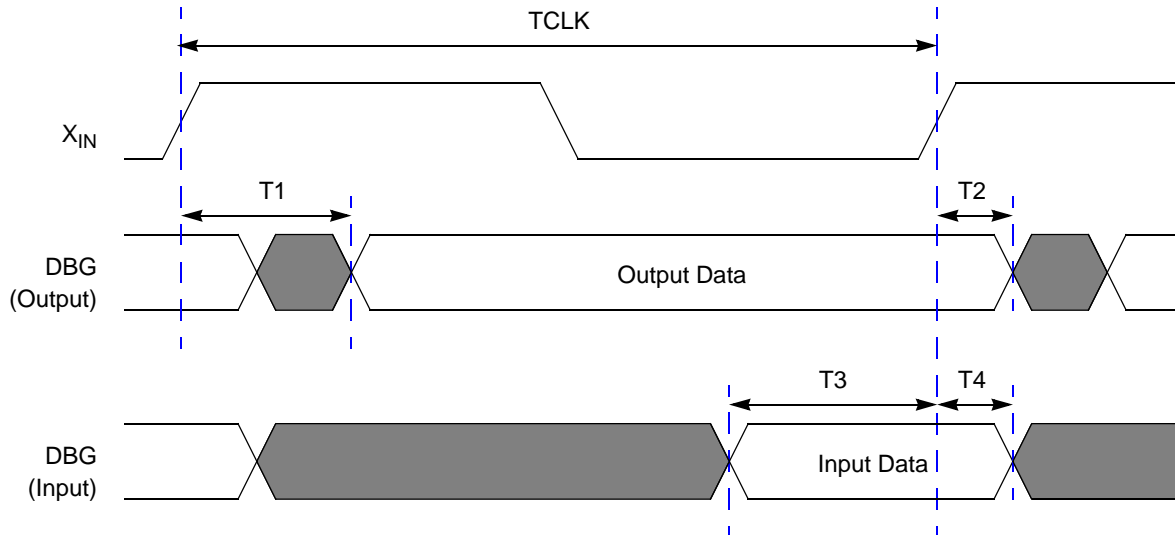 TCLK
X_IN
T1
T2
DBG
(Output)
Output Data
T3
T4
DBG
(Input)
Input Data